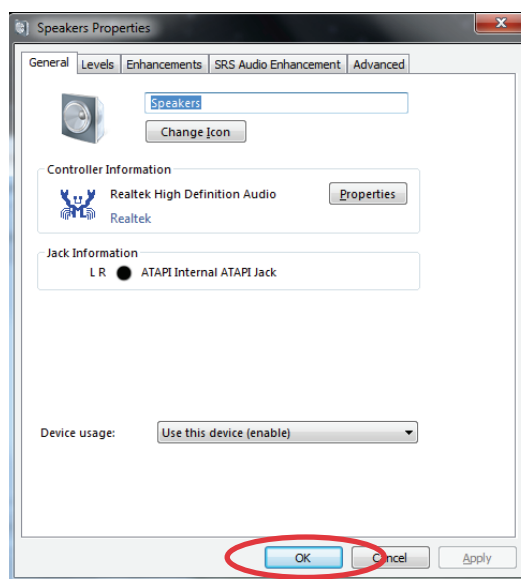 Speakers Properties
General Levels Enhancements SRS Audio Enhancement Advanced
Speakers
Change Icon
Controller Information
Realtek High Definition Audio Properties
Realtek
Jack Information
L R ATAPI Internal ATAPI Jack
Device usage: Use this device (enable)
OK Cancel Apply